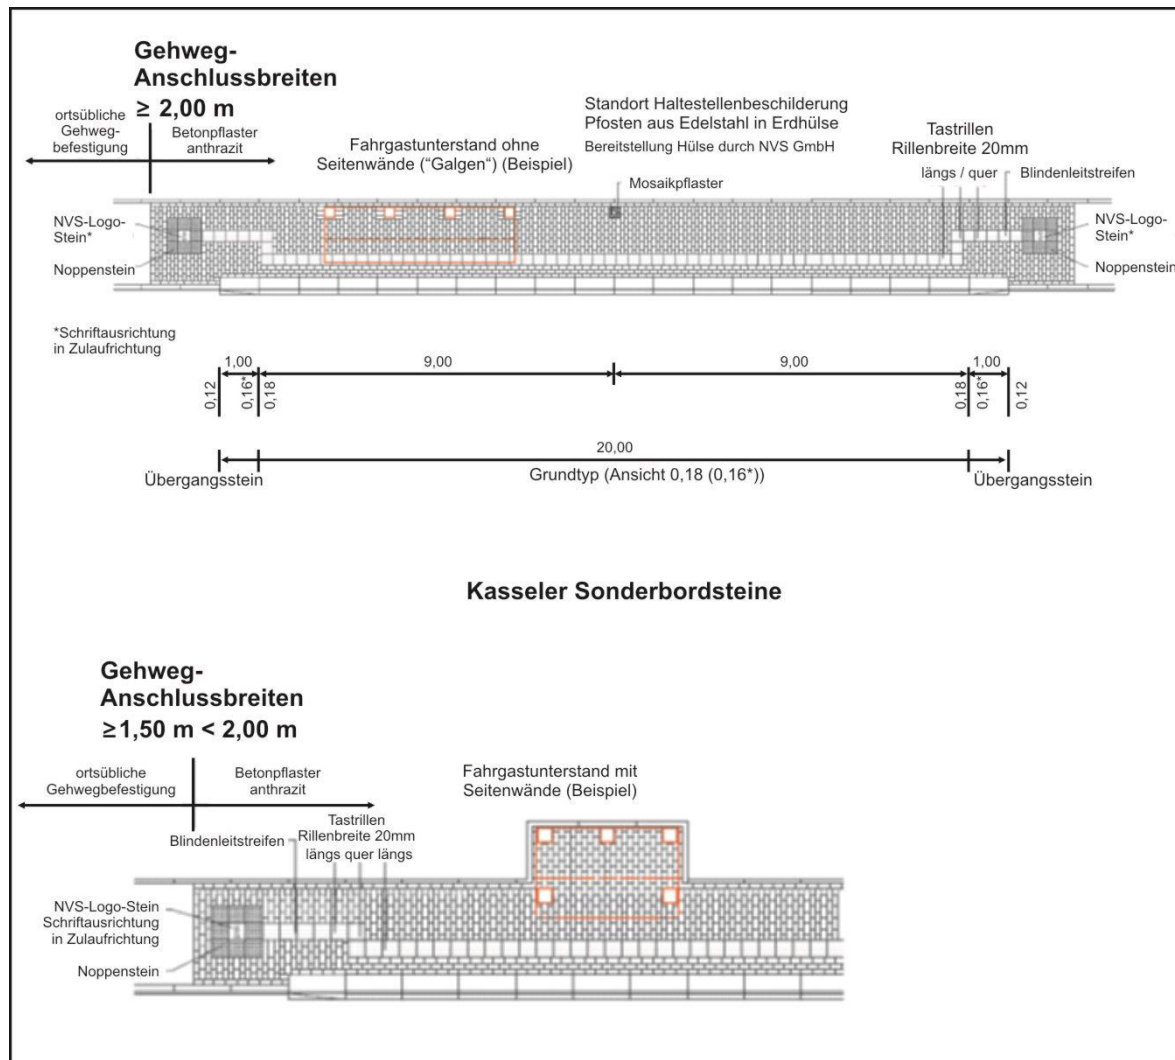 Gehweg-
Anschlussbreiten
≥ 2,00 m
ortsübliche
Gehweg-
befestigung
Betonpflaster
anthrazit
Fahrgastunterstand ohne
Seitenwände ("Galgen") (Beispiel)
Standort Haltestellenbeschilderung
Pfosten aus Edelstahl in Erdhülse
Bereitstellung Hülse durch NVS GmbH
Mosaikpflaster
Tastrillen
Rillenbreite 20mm
längs / quer
Blindenleitstreifen
NVS-Logo-
Stein*
Noppenstein
NVS-Logo-
Stein*
Noppenstein
*Schriftausrichtung
in Zulaufrichtung
1,00
9,00
9,00
1,00
0,12
0,16*
0,18
0,18
0,16*
0,12
20,00
Übergangsstein
Grundtyp (Ansicht 0,18 (0,16*))
Übergangsstein
Kasseler Sonderbordsteine
Gehweg-
Anschlussbreiten
≥1,50 m < 2,00 m
ortsübliche
Gehwegbefestigung
Betonpflaster
anthrazit
Fahrgastunterstand mit
Seitenwände (Beispiel)
Tastrillen
Rillenbreite 20mm
längs quer längs
Blindenleitstreifen
NVS-Logo-Stein
Schriftausrichtung
in Zulaufrichtung
Noppenstein